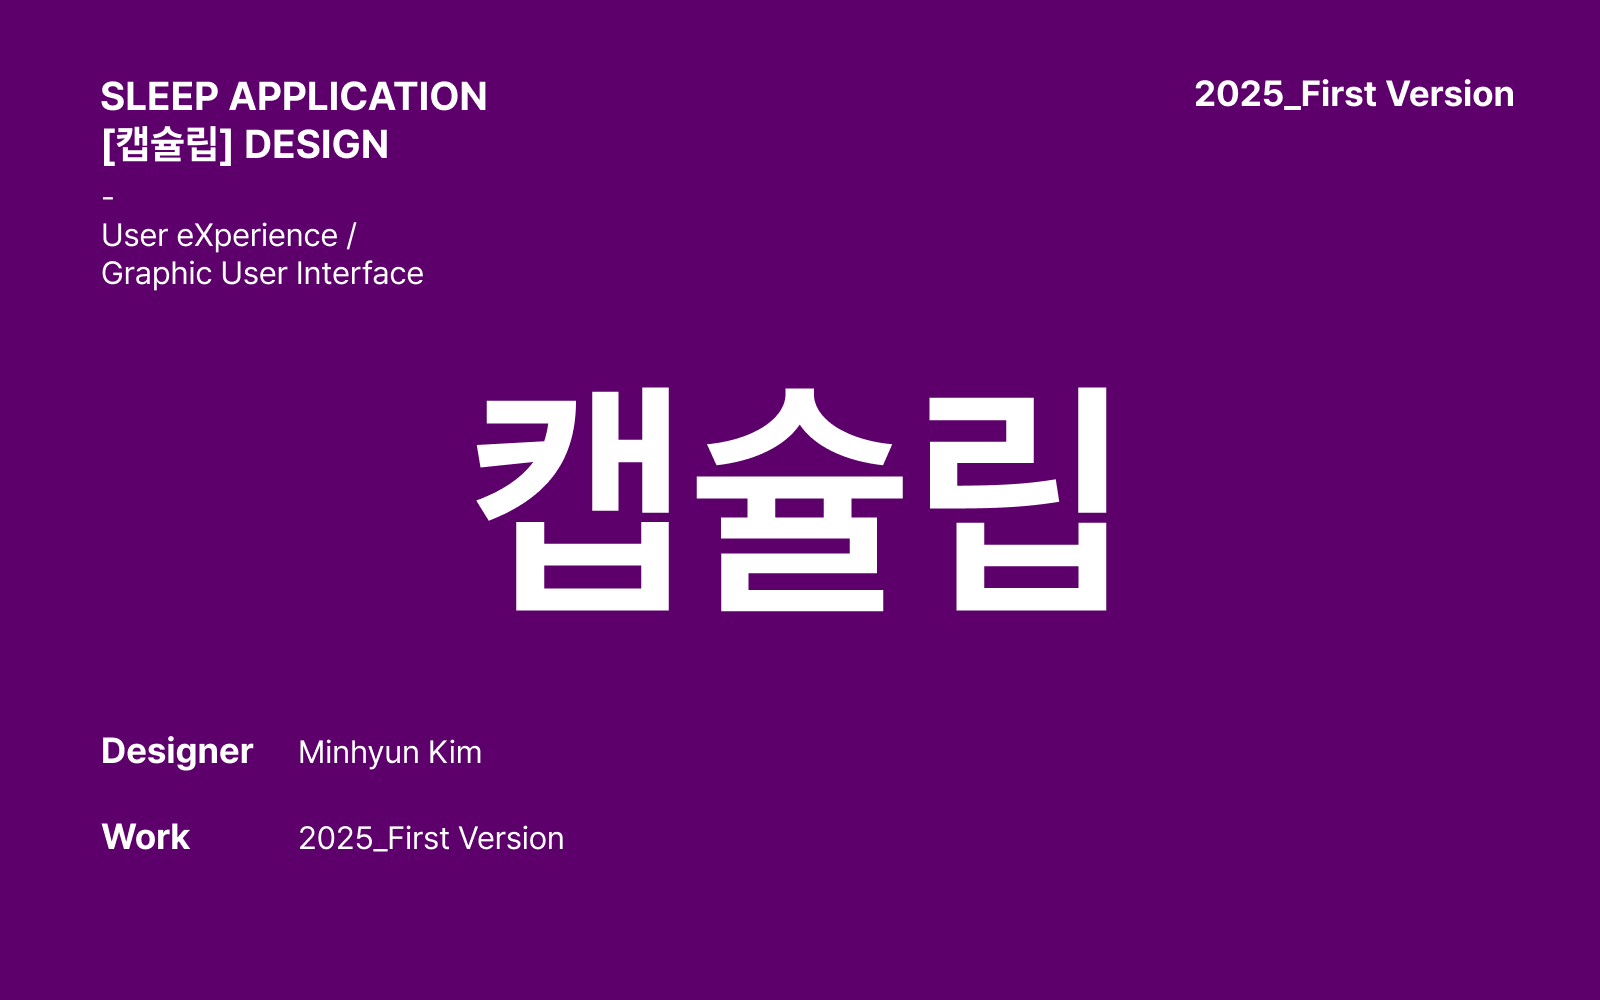 SLEEP APPLICATION
[캡슐립] DESIGN
-
User eXperience /
Graphic User Interface
2025_First Version
캡슐립
Designer Minhyun Kim
Work 2025_First Version